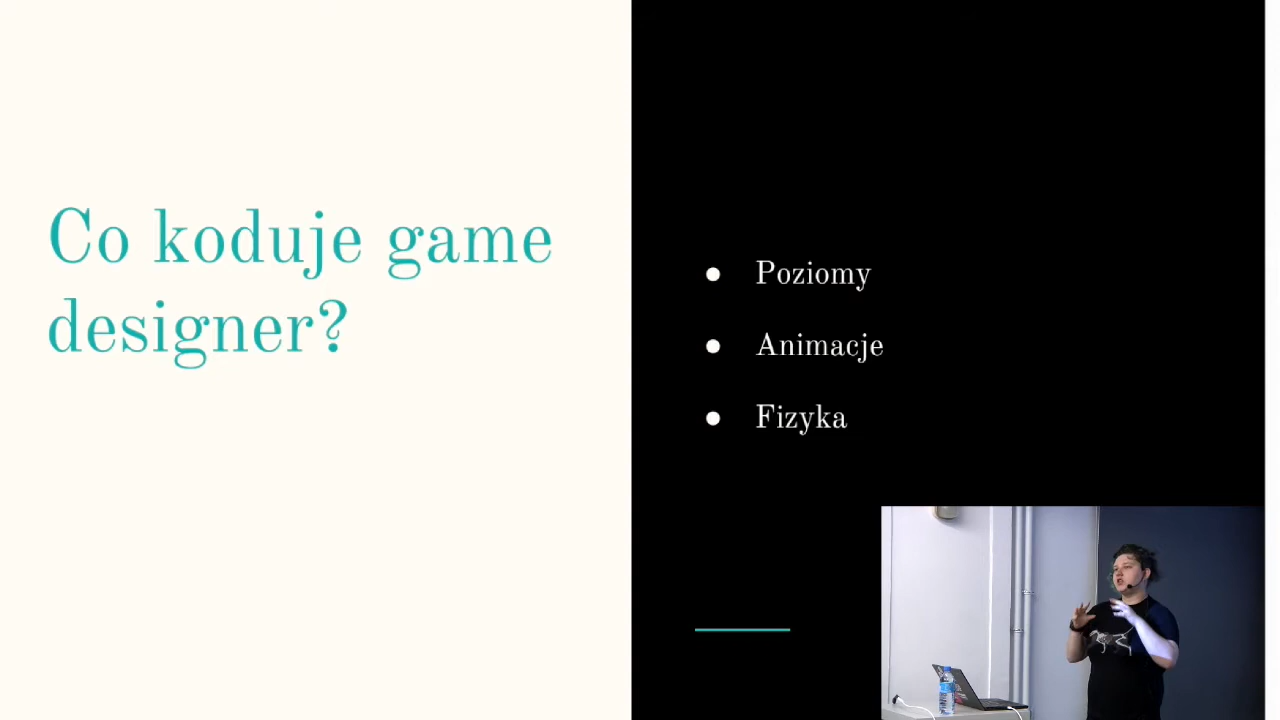 Co koduje game
designer?
● Poziomy
● Animacje
● Fizyka